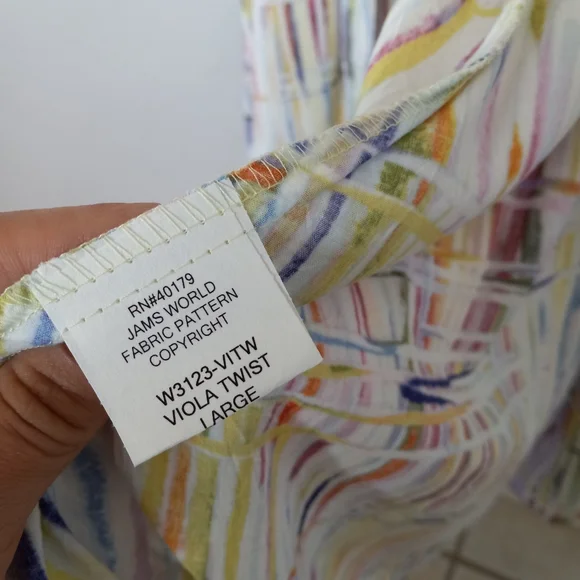 RN#40179
JAMS WORLD
FABRIC PATTERN
COPYRIGHT
W3123-VITW
VIOLA TWIST
LARGE